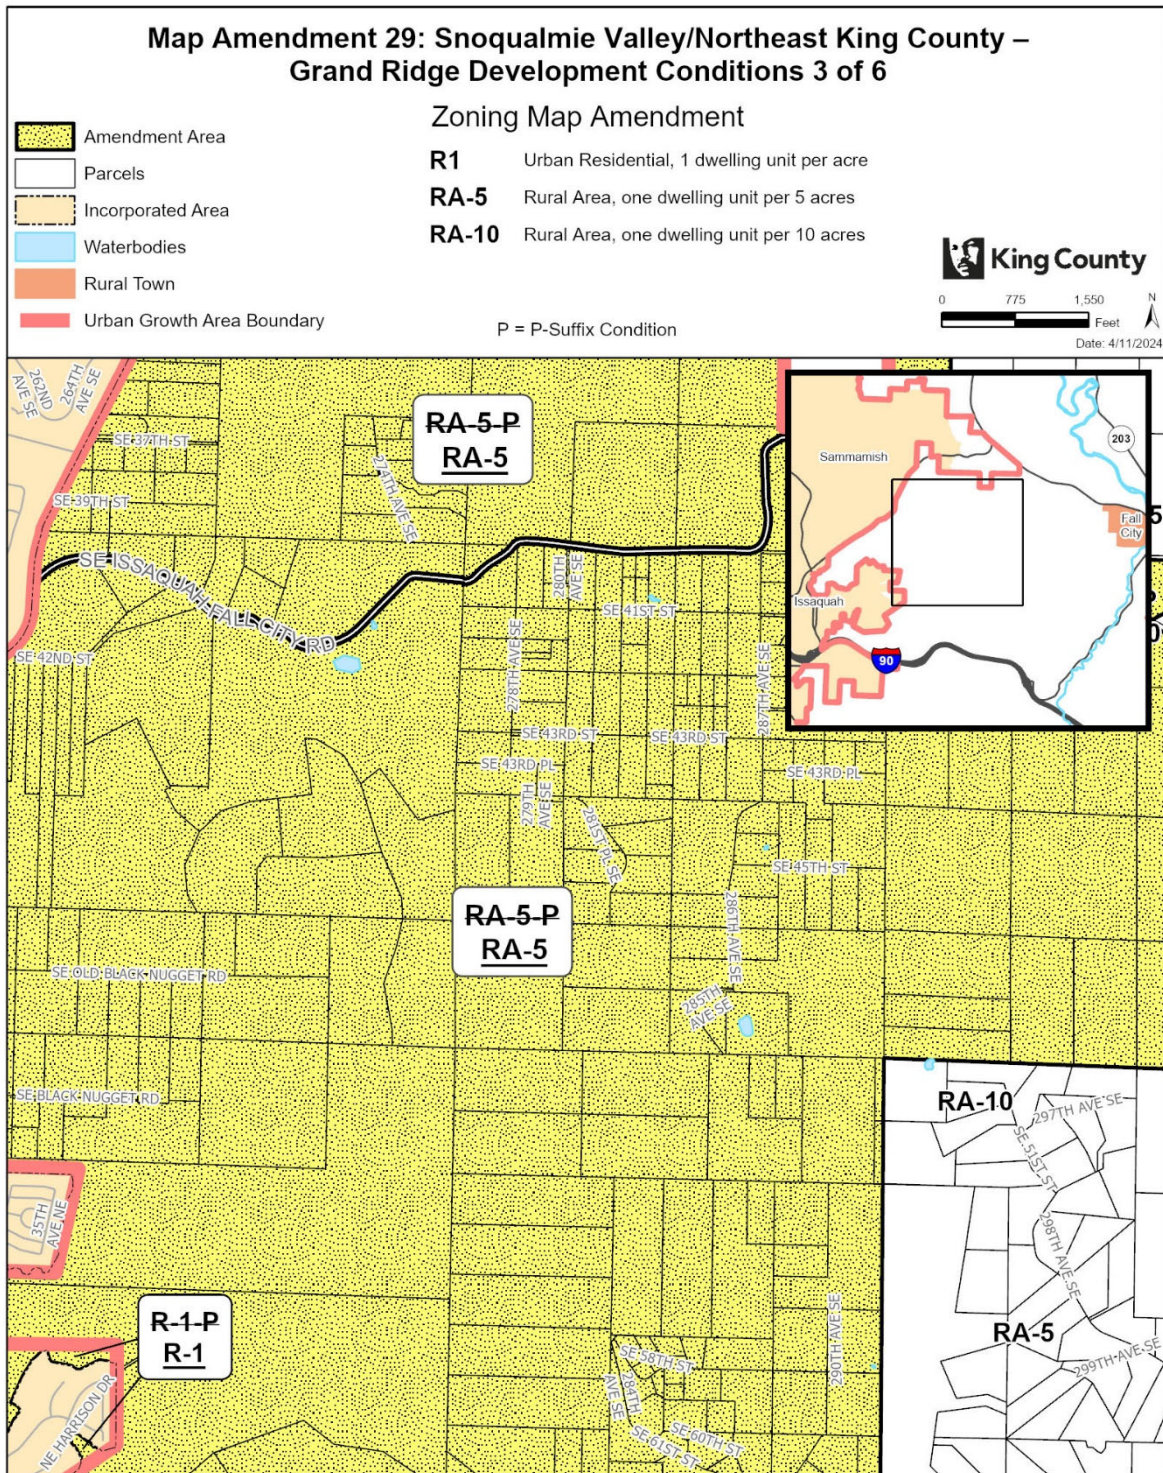 Map Amendment 29: Snoqualmie Valley/Northeast King County –
Grand Ridge Development Conditions 3 of 6
Zoning Map Amendment
Amendment Area
Parcels
Incorporated Area
Waterbodies
Rural Town
Urban Growth Area Boundary
R1 Urban Residential, 1 dwelling unit per acre
RA-5 Rural Area, one dwelling unit per 5 acres
RA-10 Rural Area, one dwelling unit per 10 acres
P = P-Suffix Condition
King County
0 775 1,550
Feet
N
Date: 4/11/2024
262ND
AVE SE
264TH
AVE SE
SE 37TH ST
SE 39TH ST
274TH AVE SE
RA-5-P
RA-5
Sammamish
203
Fall
City
Issaquah
90
5
SE ISSAQUAH-FALL CITY RD
SE 42ND ST
280TH
AVE SE
SE 41ST ST
278TH AVE SE
287TH AVE SE
SE 43RD ST
SE 43RD ST
SE 43RD PL
SE 43RD PL
279TH
AVE SE
281ST PL SE
SE 45TH ST
286TH AVE SE
RA-5-P
RA-5
SE OLD BLACK NUGGET RD
285TH
AVE SE
SE BLACK NUGGET RD
RA-10
297TH AVE SE
SE 51ST ST
35TH
AVE NE
298TH AVE SE
R-1-P
R-1
290TH AVE SE
RA-5
299TH AVE SE
SE 58TH ST
284TH
AVE SE
SE 60TH ST
SE 61ST ST
NE HARRISON DR